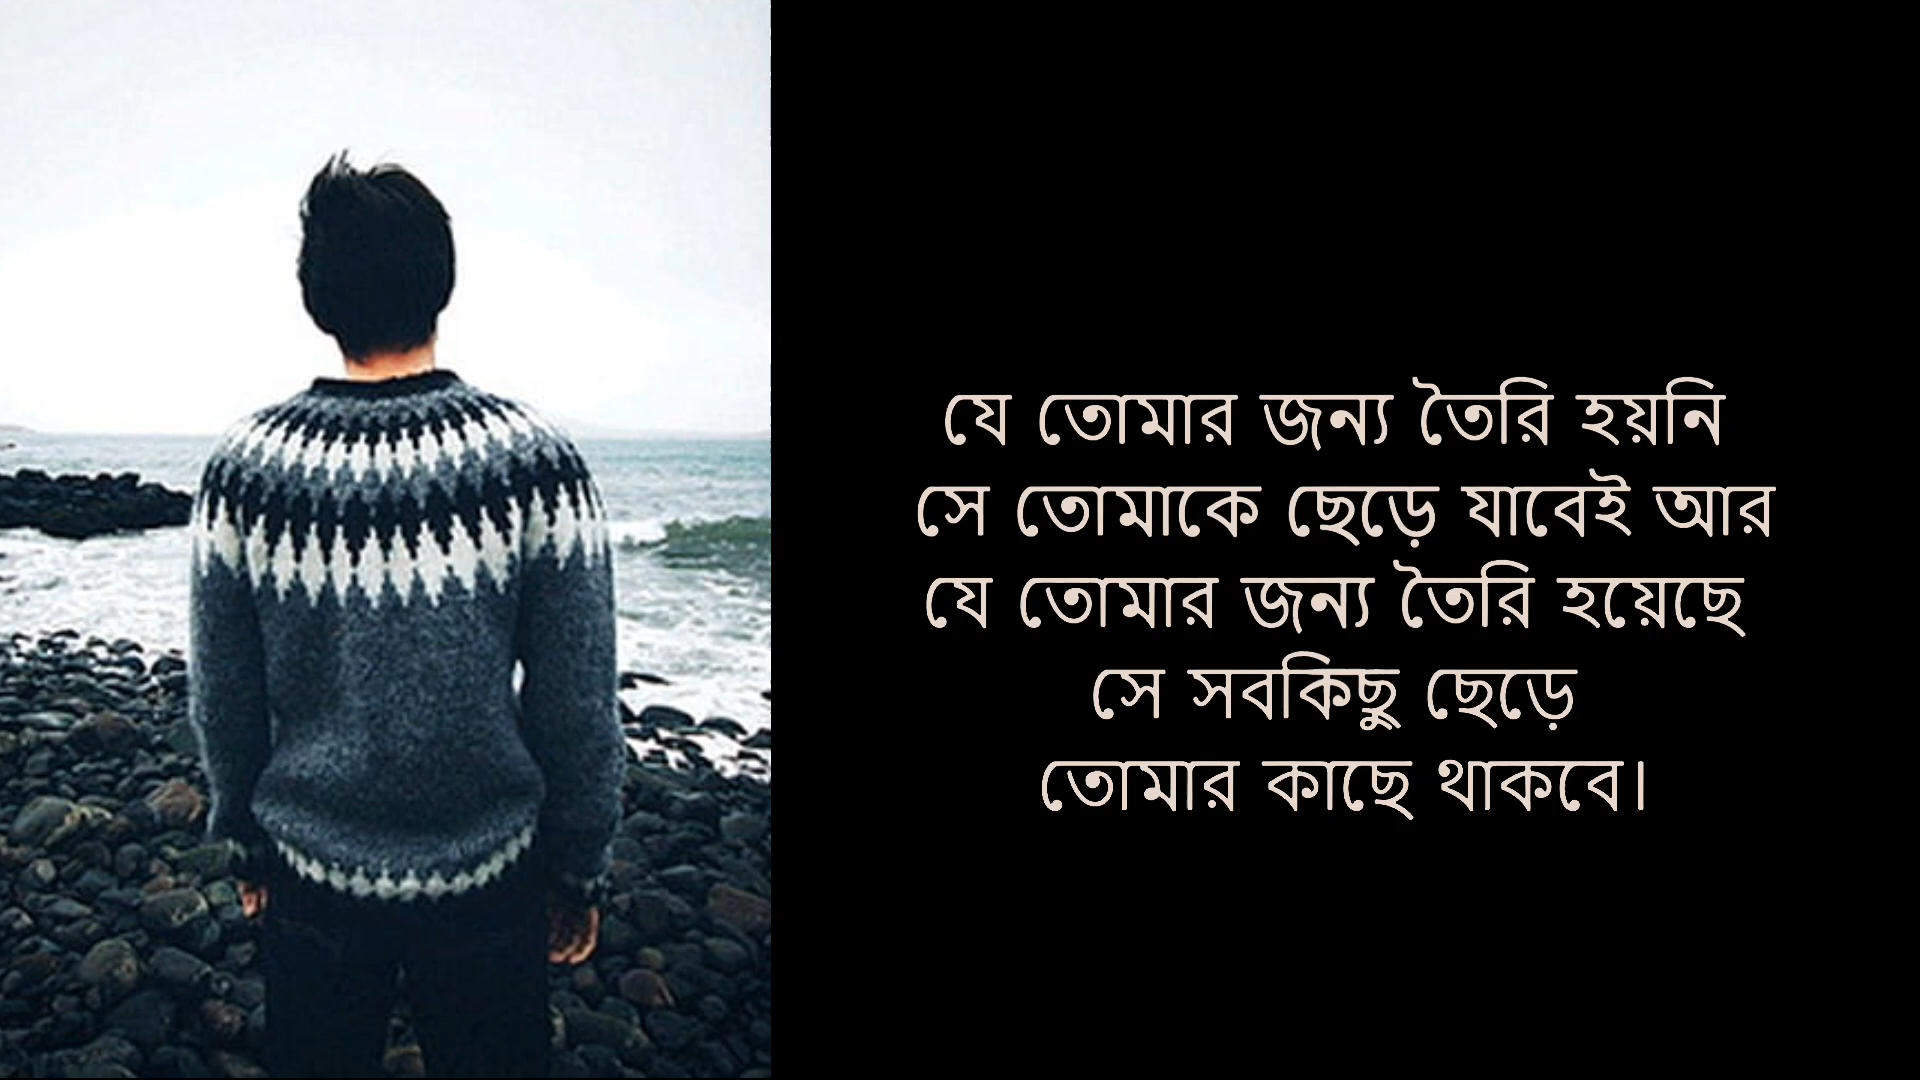 যে তোমার জন্য তৈরি হয়নি
সে তোমাকে ছেড়ে যাবেই আর
যে তোমার জন্য তৈরি হয়েছে
সে সবকিছু ছেড়ে
তোমার কাছে থাকবে।